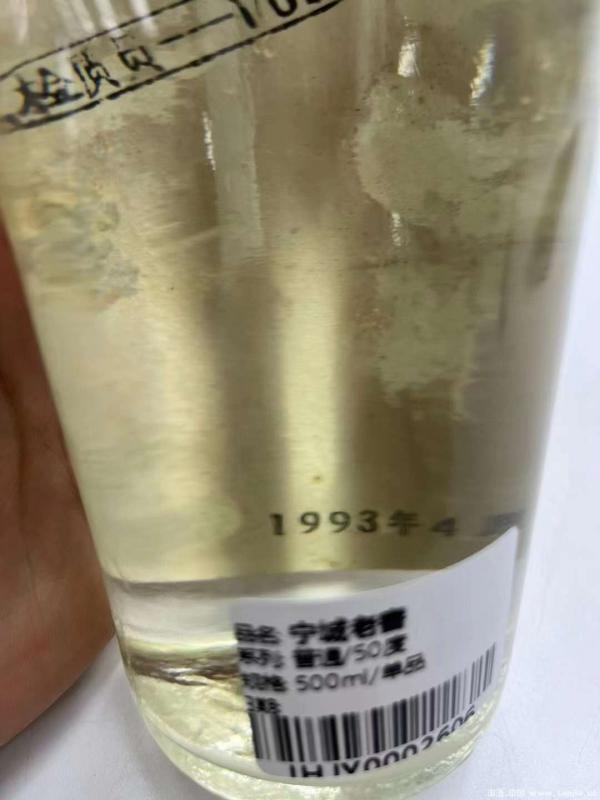 检质员
1993年4
品名: 宁城老窖
系列: 普通/50度
规格: 500ml/单品
JHJY0002606